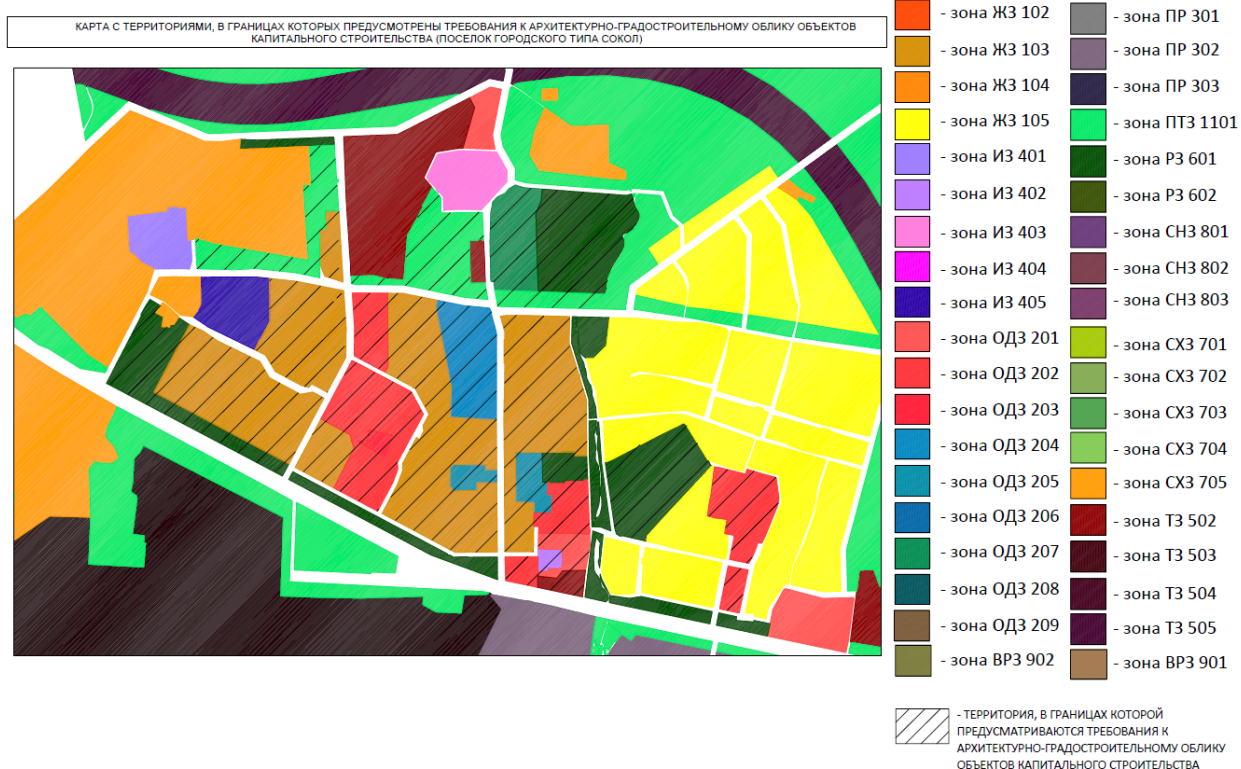 КАРТА С ТЕРРИТОРИЯМИ, В ГРАНИЦАХ КОТОРЫХ ПРЕДУСМОТРЕНЫ ТРЕБОВАНИЯ К АРХИТЕКТУРНО-ГРАДОСТРОИТЕЛЬНОМУ ОБЛИКУ ОБЪЕКТОВ
КАПИТАЛЬНОГО СТРОИТЕЛЬСТВА (ПОСЕЛОК ГОРОДСКОГО ТИПА СОКОЛ)
- зона ЖЗ 102
- зона ЖЗ 103
- зона ЖЗ 104
- зона ЖЗ 105
- зона ИЗ 401
- зона ИЗ 402
- зона ИЗ 403
- зона ИЗ 404
- зона ИЗ 405
- зона ОДЗ 201
- зона ОДЗ 202
- зона ОДЗ 203
- зона ОДЗ 204
- зона ОДЗ 205
- зона ОДЗ 206
- зона ОДЗ 207
- зона ОДЗ 208
- зона ОДЗ 209
- зона ВРЗ 902
- зона ПР 301
- зона ПР 302
- зона ПР 303
- зона ПТЗ 1101
- зона РЗ 601
- зона РЗ 602
- зона СНЗ 801
- зона СНЗ 802
- зона СНЗ 803
- зона СХЗ 701
- зона СХЗ 702
- зона СХЗ 703
- зона СХЗ 704
- зона СХЗ 705
- зона ТЗ 502
- зона ТЗ 503
- зона ТЗ 504
- зона ТЗ 505
- зона ВРЗ 901
- ТЕРРИТОРИЯ, В ГРАНИЦАХ КОТОРОЙ
ПРЕДУСМАТРИВАЮТСЯ ТРЕБОВАНИЯ К
АРХИТЕКТУРНО-ГРАДОСТРОИТЕЛЬНОМУ ОБЛИКУ
ОБЪЕКТОВ КАПИТАЛЬНОГО СТРОИТЕЛЬСТВА